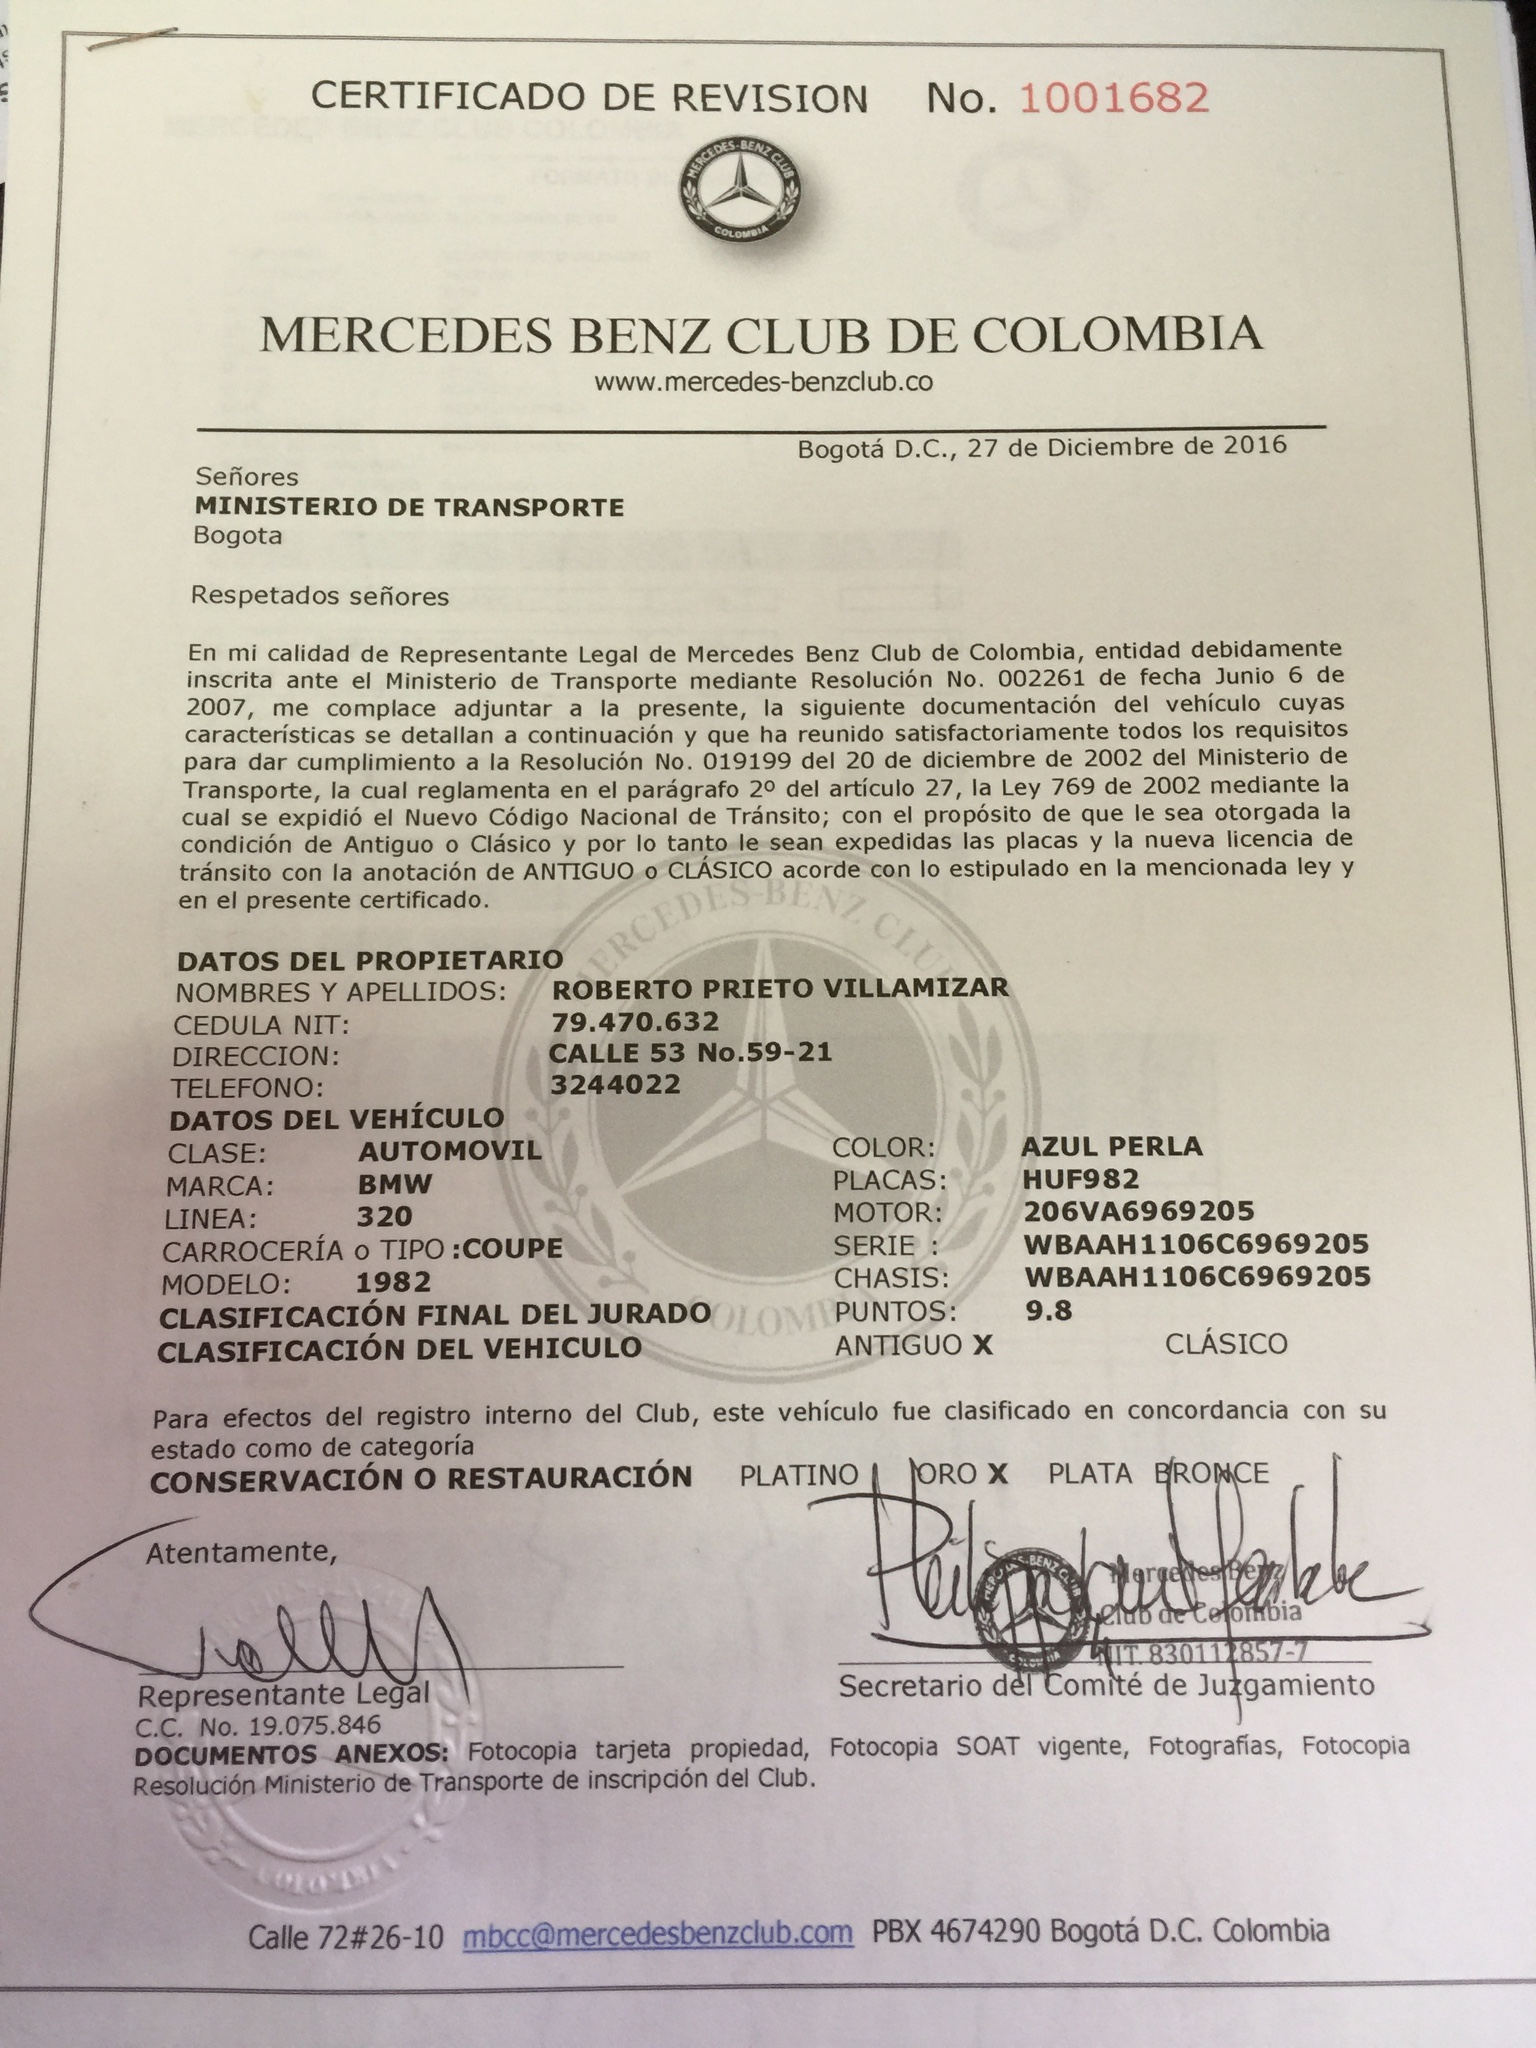 CERTIFICADO DE REVISION No. 1001682
MERCEDES-BENZ CLUB
COLOMBIA
MERCEDES BENZ CLUB DE COLOMBIA
www.mercedes-benzclub.co
Bogotá D.C., 27 de Diciembre de 2016
Señores
MINISTERIO DE TRANSPORTE
Bogota
Respetados señores
En mi calidad de Representante Legal de Mercedes Benz Club de Colombia, entidad debidamente
inscrita ante el Ministerio de Transporte mediante Resolución No. 002261 de fecha Junio 6 de
2007, me complace adjuntar a la presente, la siguiente documentación del vehículo cuyas
características se detallan a continuación y que ha reunido satisfactoriamente todos los requisitos
para dar cumplimiento a la Resolución No. 019199 del 20 de diciembre de 2002 del Ministerio de
Transporte, la cual reglamenta en el parágrafo 2º del artículo 27, la Ley 769 de 2002 mediante la
cual se expidió el Nuevo Código Nacional de Tránsito; con el propósito de que le sea otorgada la
condición de Antiguo o Clásico y por lo tanto le sean expedidas las placas y la nueva licencia de
tránsito con la anotación de ANTIGUO o CLÁSICO acorde con lo estipulado en la mencionada ley y
en el presente certificado.
MERCEDES-BENZ CLUB
COLOMBIA
DATOS DEL PROPIETARIO
NOMBRES Y APELLIDOS: ROBERTO PRIETO VILLAMIZAR
CEDULA NIT: 79.470.632
DIRECCION: CALLE 53 No.59-21
TELEFONO: 3244022
DATOS DEL VEHÍCULO
CLASE: AUTOMOVIL COLOR: AZUL PERLA
MARCA: BMW PLACAS: HUF982
LINEA: 320 MOTOR: 206VA6969205
CARROCERÍA o TIPO :COUPE SERIE : WBAAH1106C6969205
MODELO: 1982 CHASIS: WBAAH1106C6969205
CLASIFICACIÓN FINAL DEL JURADO PUNTOS: 9.8
CLASIFICACIÓN DEL VEHICULO ANTIGUO X CLÁSICO
Para efectos del registro interno del Club, este vehículo fue clasificado en concordancia con su
estado como de categoría
CONSERVACIÓN O RESTAURACIÓN PLATINO ORO X PLATA BRONCE
Atentamente,
Mercedes Benz
Club de Colombia
NIT. 830112857-7
Representante Legal Secretario del Comité de Juzgamiento
C.C. No. 19.075.846
DOCUMENTOS ANEXOS: Fotocopia tarjeta propiedad, Fotocopia SOAT vigente, Fotografías, Fotocopia
Resolución Ministerio de Transporte de inscripción del Club.
COLOMBIA
Calle 72#26-10 mbcc@mercedesbenzclub.com PBX 4674290 Bogotá D.C. Colombia